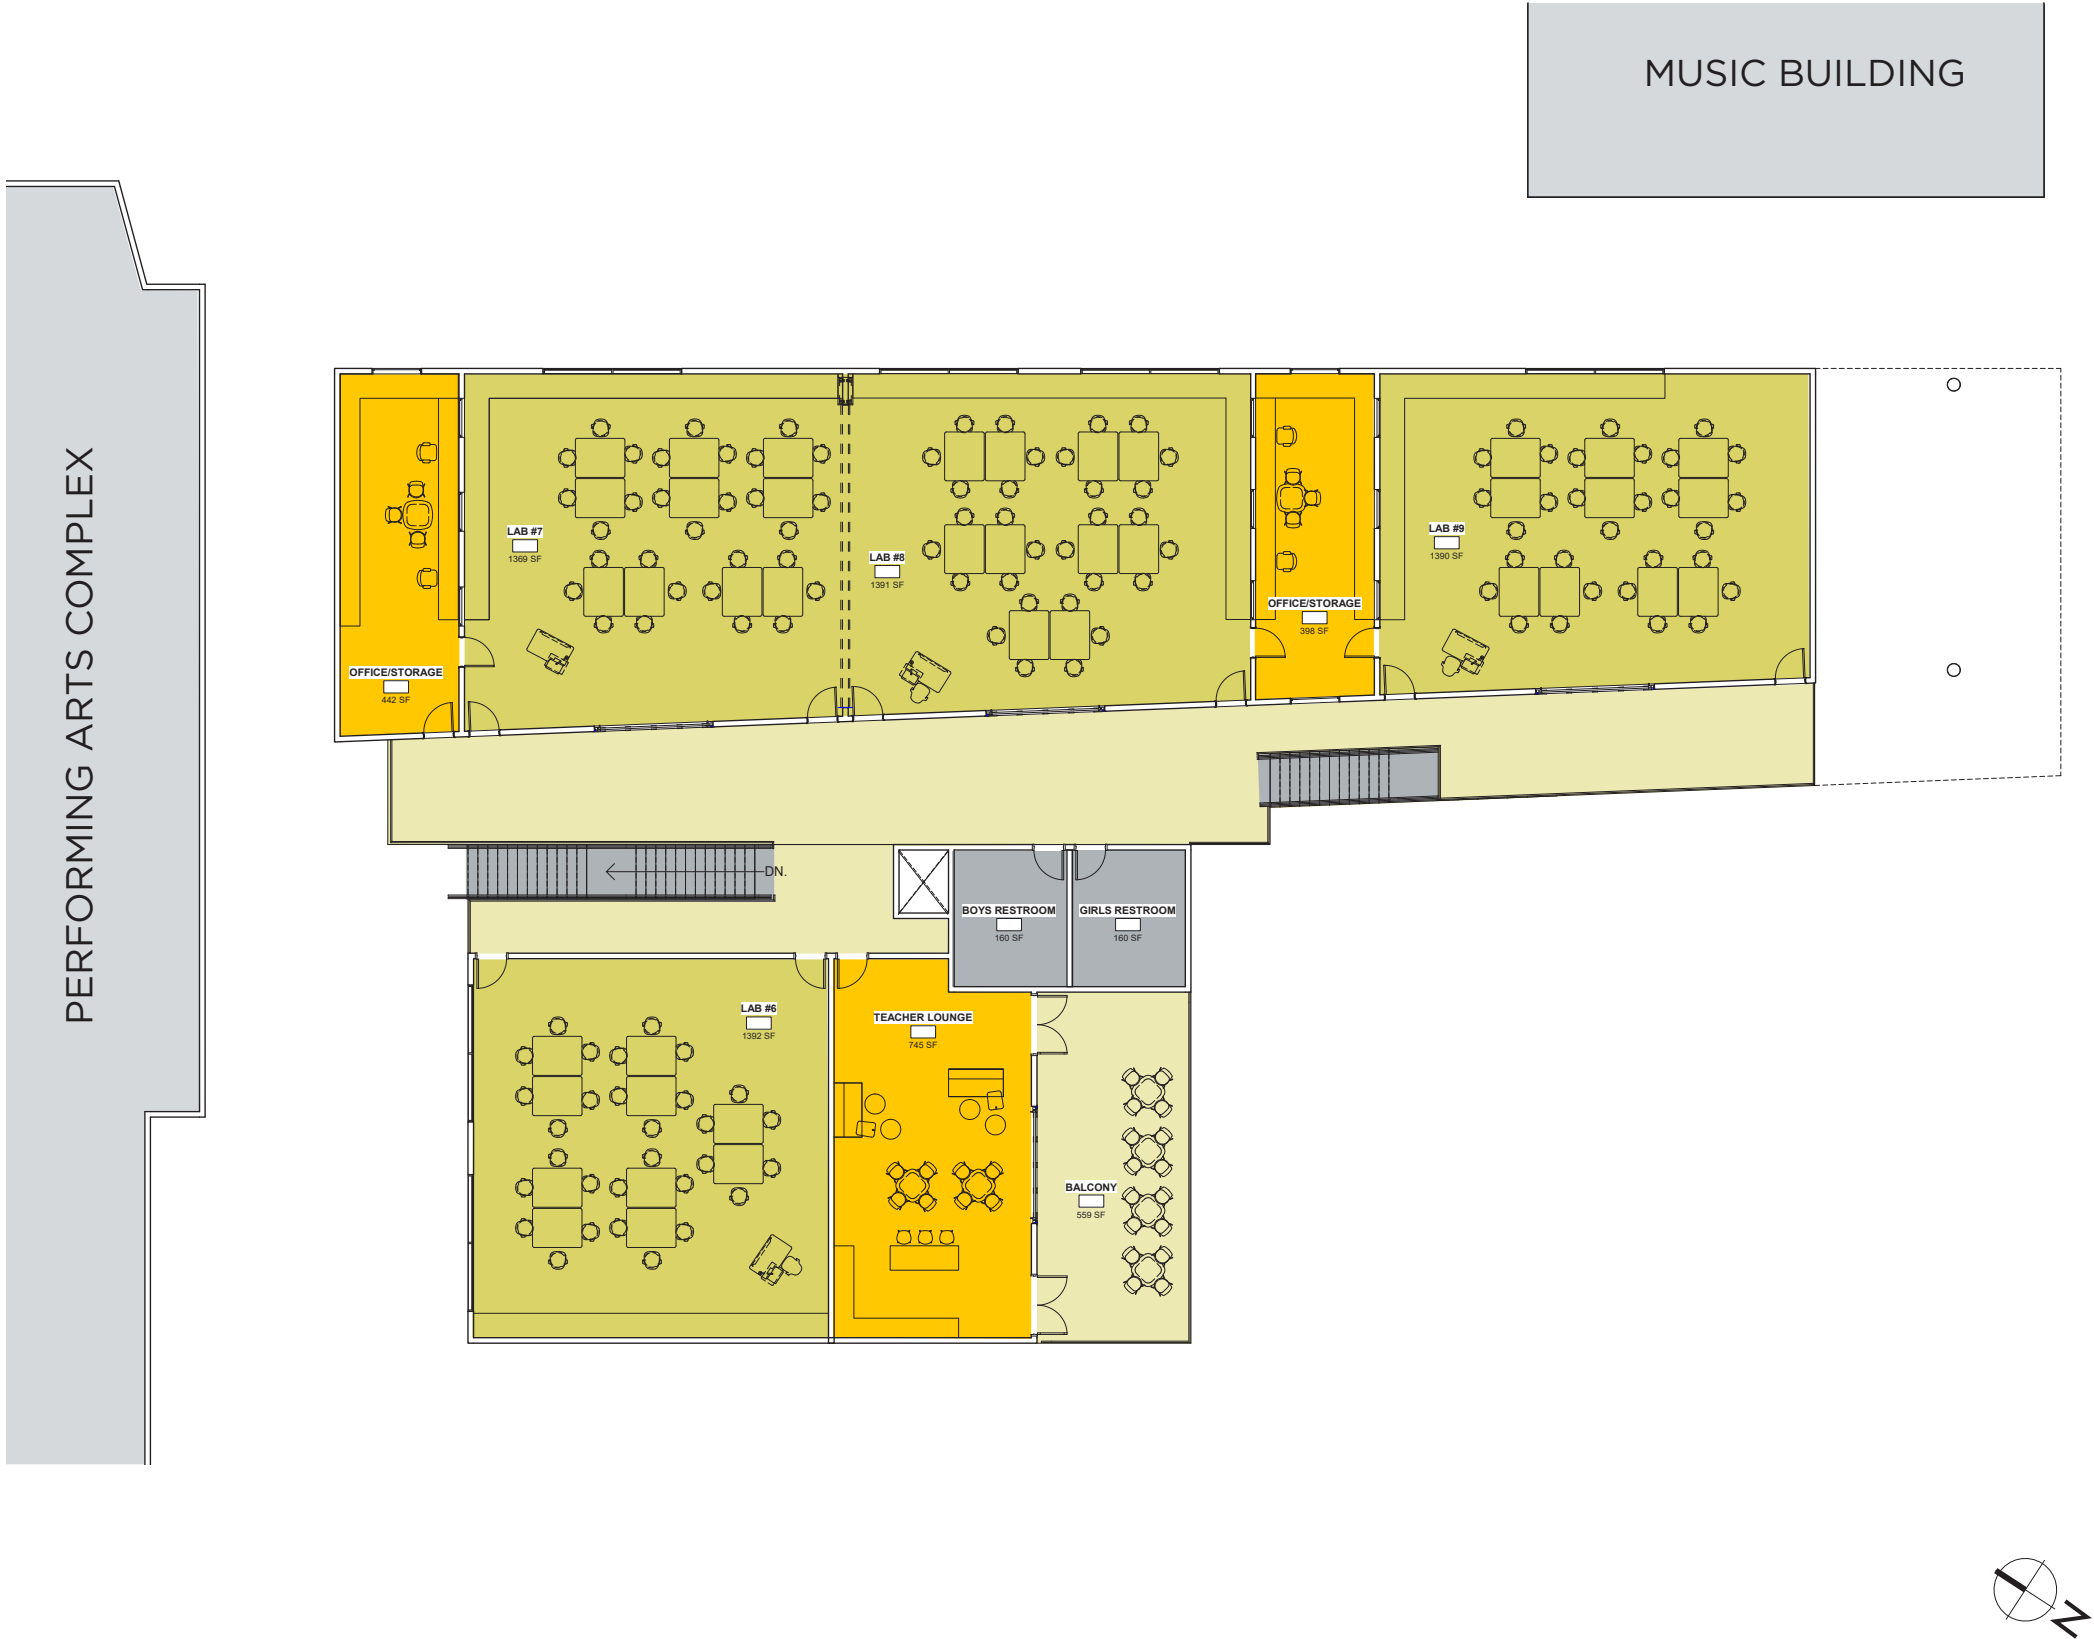 MUSIC BUILDING
PERFORMING ARTS COMPLEX
LAB #7
1369 SF
LAB #8
1391 SF
LAB #9
1390 SF
OFFICE/STORAGE
398 SF
OFFICE/STORAGE
442 SF
DN.
BOYS RESTROOM
160 SF
GIRLS RESTROOM
160 SF
LAB #6
1392 SF
TEACHER LOUNGE
745 SF
BALCONY
559 SF
N